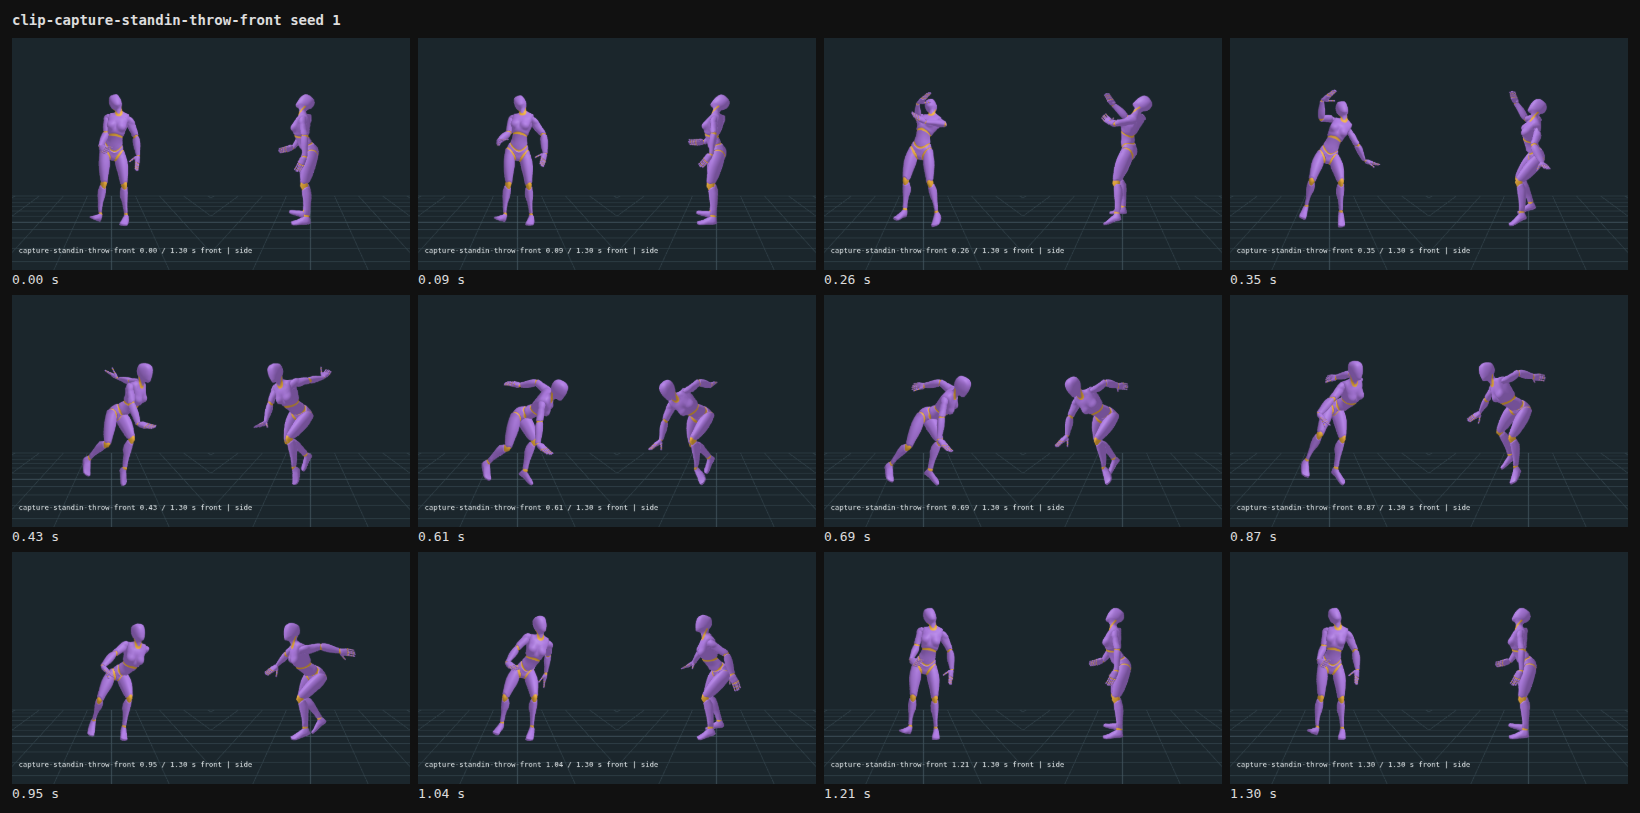 clip-capture-standin-throw-front seed 1
capture-standin-throw-front 0.00 / 1.30 s front | side
capture-standin-throw-front 0.09 / 1.30 s front | side
capture-standin-throw-front 0.26 / 1.30 s front | side
capture-standin-throw-front 0.35 / 1.30 s front | side
0.00 s
0.09 s
0.26 s
0.35 s
capture-standin-throw-front 0.43 / 1.30 s front | side
capture-standin-throw-front 0.61 / 1.30 s front | side
capture-standin-throw-front 0.69 / 1.30 s front | side
capture-standin-throw-front 0.87 / 1.30 s front | side
0.43 s
0.61 s
0.69 s
0.87 s
capture-standin-throw-front 0.95 / 1.30 s front | side
capture-standin-throw-front 1.04 / 1.30 s front | side
capture-standin-throw-front 1.21 / 1.30 s front | side
capture-standin-throw-front 1.30 / 1.30 s front | side
0.95 s
1.04 s
1.21 s
1.30 s